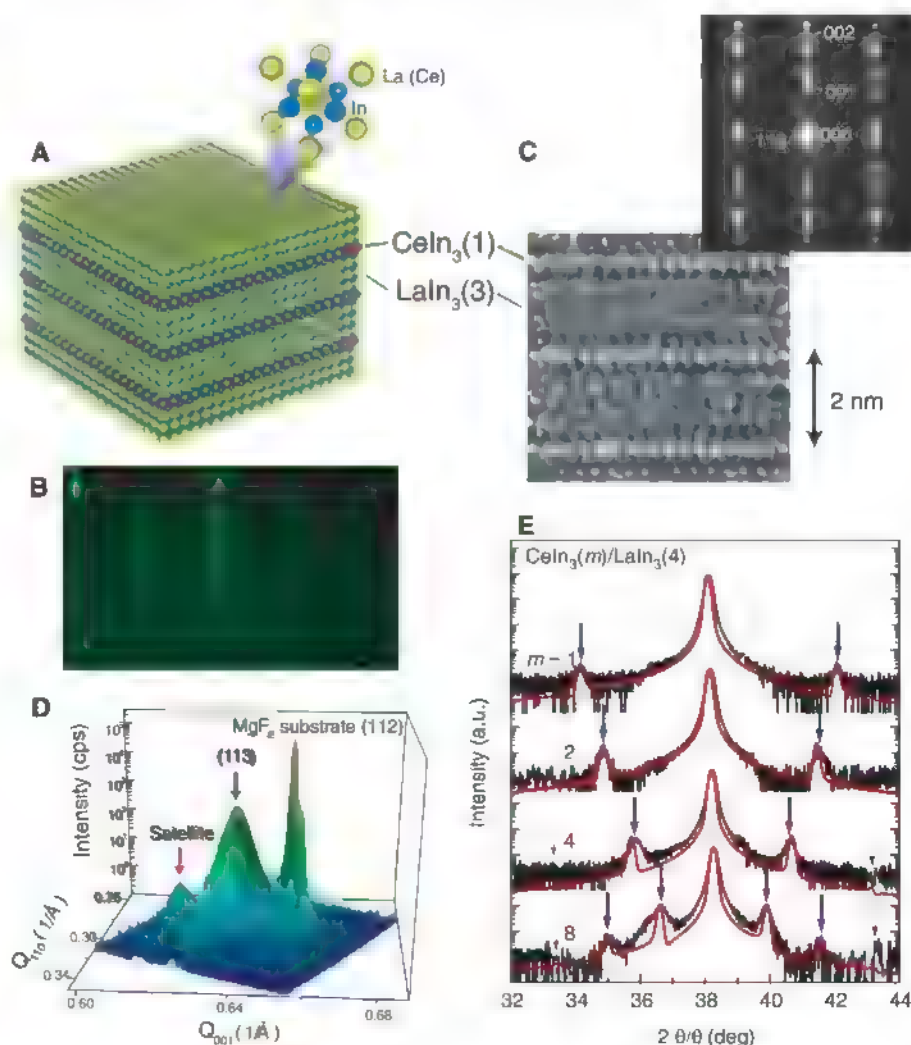 002
La (Ce)
In
A
C
CeIn₃(1)
LaIn₃(3)
2 nm
B
E
CeIn₃(m)/LaIn₃(4)
m – 1
2
4
8
Intensity (a.u.)
32 34 36 38 40 42 44
2 θ/θ (deg)
D
MgF₂ substrate (112)
(113)
Satellite
Intensity (cps)
0.30
0.34
Q₁₁₀ (1/Å)
0.60 0.64 0.68
Q₀₀₁ (1/Å)